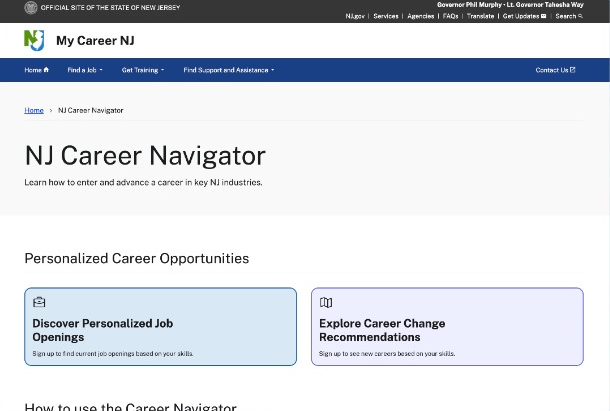 OFFICIAL SITE OF THE STATE OF NEW JERSEY
Governor Phil Murphy • Lt. Governor Tahesha Way
NJ.gov | Services | Agencies | FAQs | Translate | Get Updates | Search
NJ My Career NJ
Home Find a Job Get Training Find Support and Assistance Contact Us
Home › NJ Career Navigator
NJ Career Navigator
Learn how to enter and advance a career in key NJ industries.
Personalized Career Opportunities
Discover Personalized Job
Openings
Sign up to find current job openings based on your skills.
Explore Career Change
Recommendations
Sign up to see new careers based on your skills.
How to use the Career Navigator